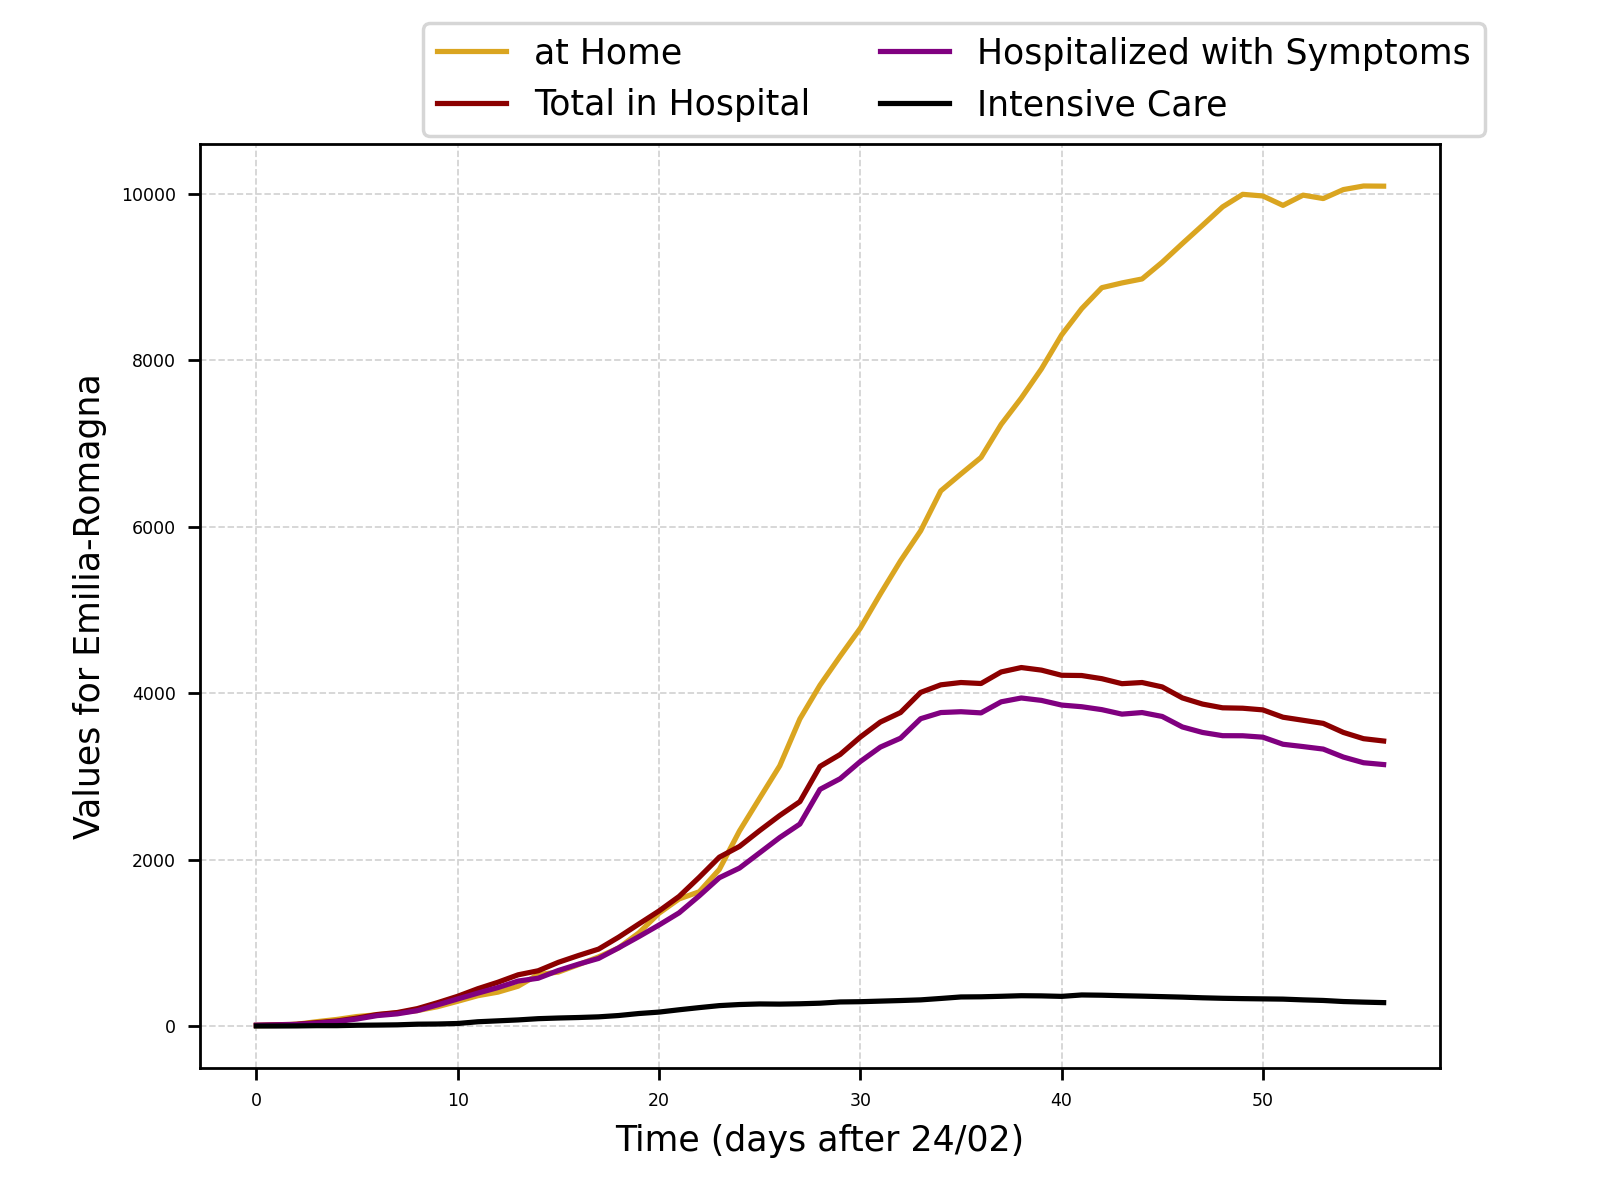 at Home
Total in Hospital
Hospitalized with Symptoms
Intensive Care
Values for Emilia-Romagna
10000
8000
6000
4000
2000
0
0 10 20 30 40 50
Time (days after 24/02)